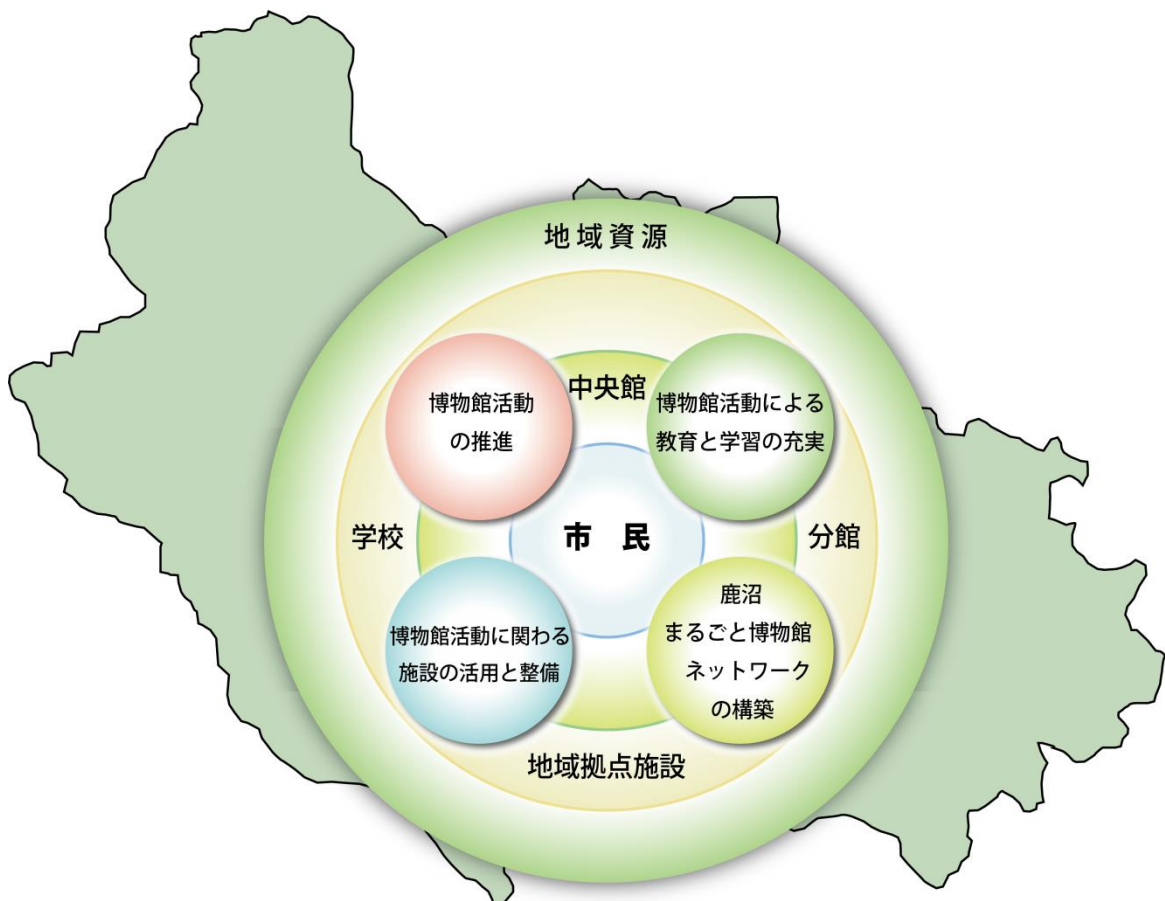 地域資源
中央館
博物館活動
の推進
博物館活動による
教育と学習の充実
学校
市　民
分館
博物館活動に関わる
施設の活用と整備
鹿沼
まるごと博物館
ネットワーク
の構築
地域拠点施設